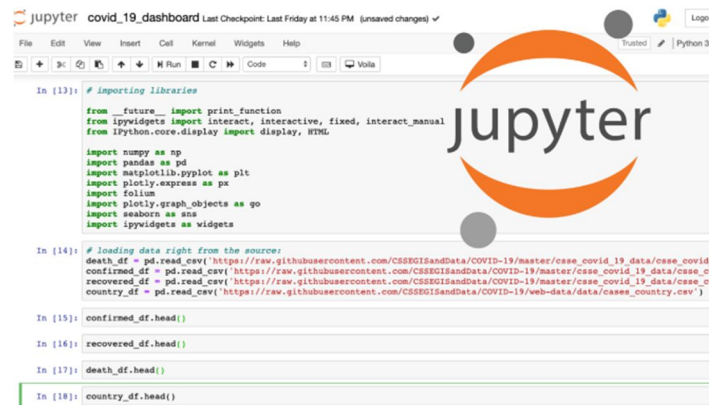 jupyter covid_19_dashboard Last Checkpoint: Last Friday at 11:45 PM (unsaved changes)
Logo
File Edit View Insert Cell Kernel Widgets Help
Trusted Python 3
Run Code Voila
In [13]: # importing libraries
from __future__ import print_function
from ipywidgets import interact, interactive, fixed, interact_manual
from IPython.core.display import display, HTML
import numpy as np
import pandas as pd
import matplotlib.pyplot as plt
import plotly.express as px
import folium
import plotly.graph_objects as go
import seaborn as sns
import ipywidgets as widgets
jupyter
In [14]: # loading data right from the source:
death_df = pd.read_csv('https://raw.githubusercontent.com/CSSEGISandData/COVID-19/master/csse_covid_19_data/csse_covid
confirmed_df = pd.read_csv('https://raw.githubusercontent.com/CSSEGISandData/COVID-19/master/csse_covid_19_data/csse_c
recovered_df = pd.read_csv('https://raw.githubusercontent.com/CSSEGISandData/COVID-19/master/csse_covid_19_data/csse_c
country_df = pd.read_csv('https://raw.githubusercontent.com/CSSEGISandData/COVID-19/web-data/data/cases_country.csv')
In [15]: confirmed_df.head()
In [16]: recovered_df.head()
In [17]: death_df.head()
In [18]: country_df.head()